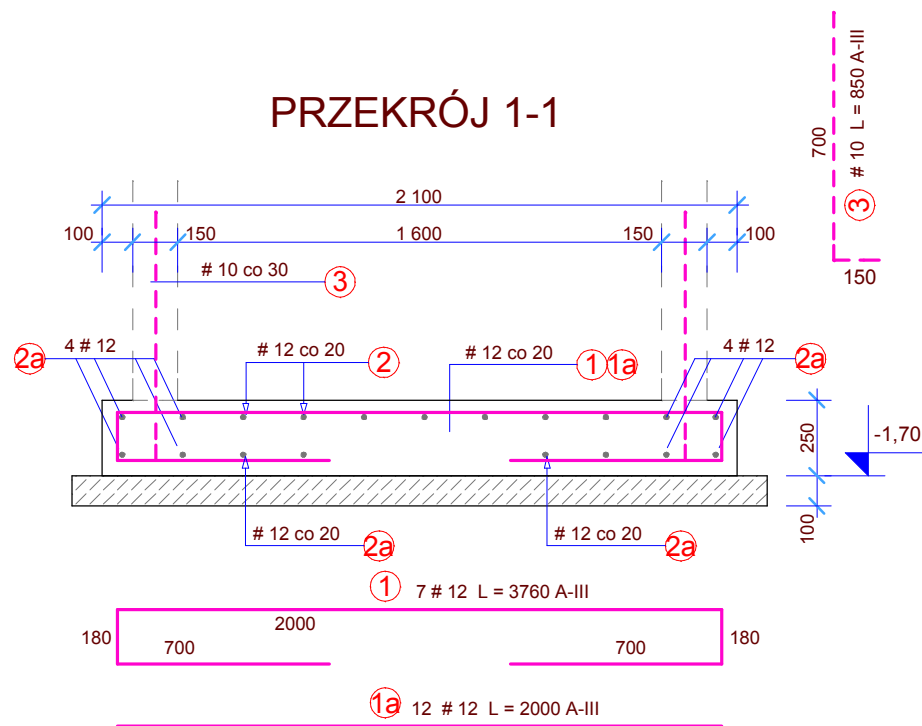 PRZEKRÓJ 1-1
700
# 10 L = 850 A-III
3
150
2 100
100
150
1 600
150
100
# 10 co 30
3
2a
4 # 12
# 12 co 20
2
# 12 co 20
1
1a
4 # 12
2a
250
-1,70
100
# 12 co 20
2a
# 12 co 20
2a
1
7 # 12 L = 3760 A-III
180
2000
180
700
700
1a
12 # 12 L = 2000 A-III